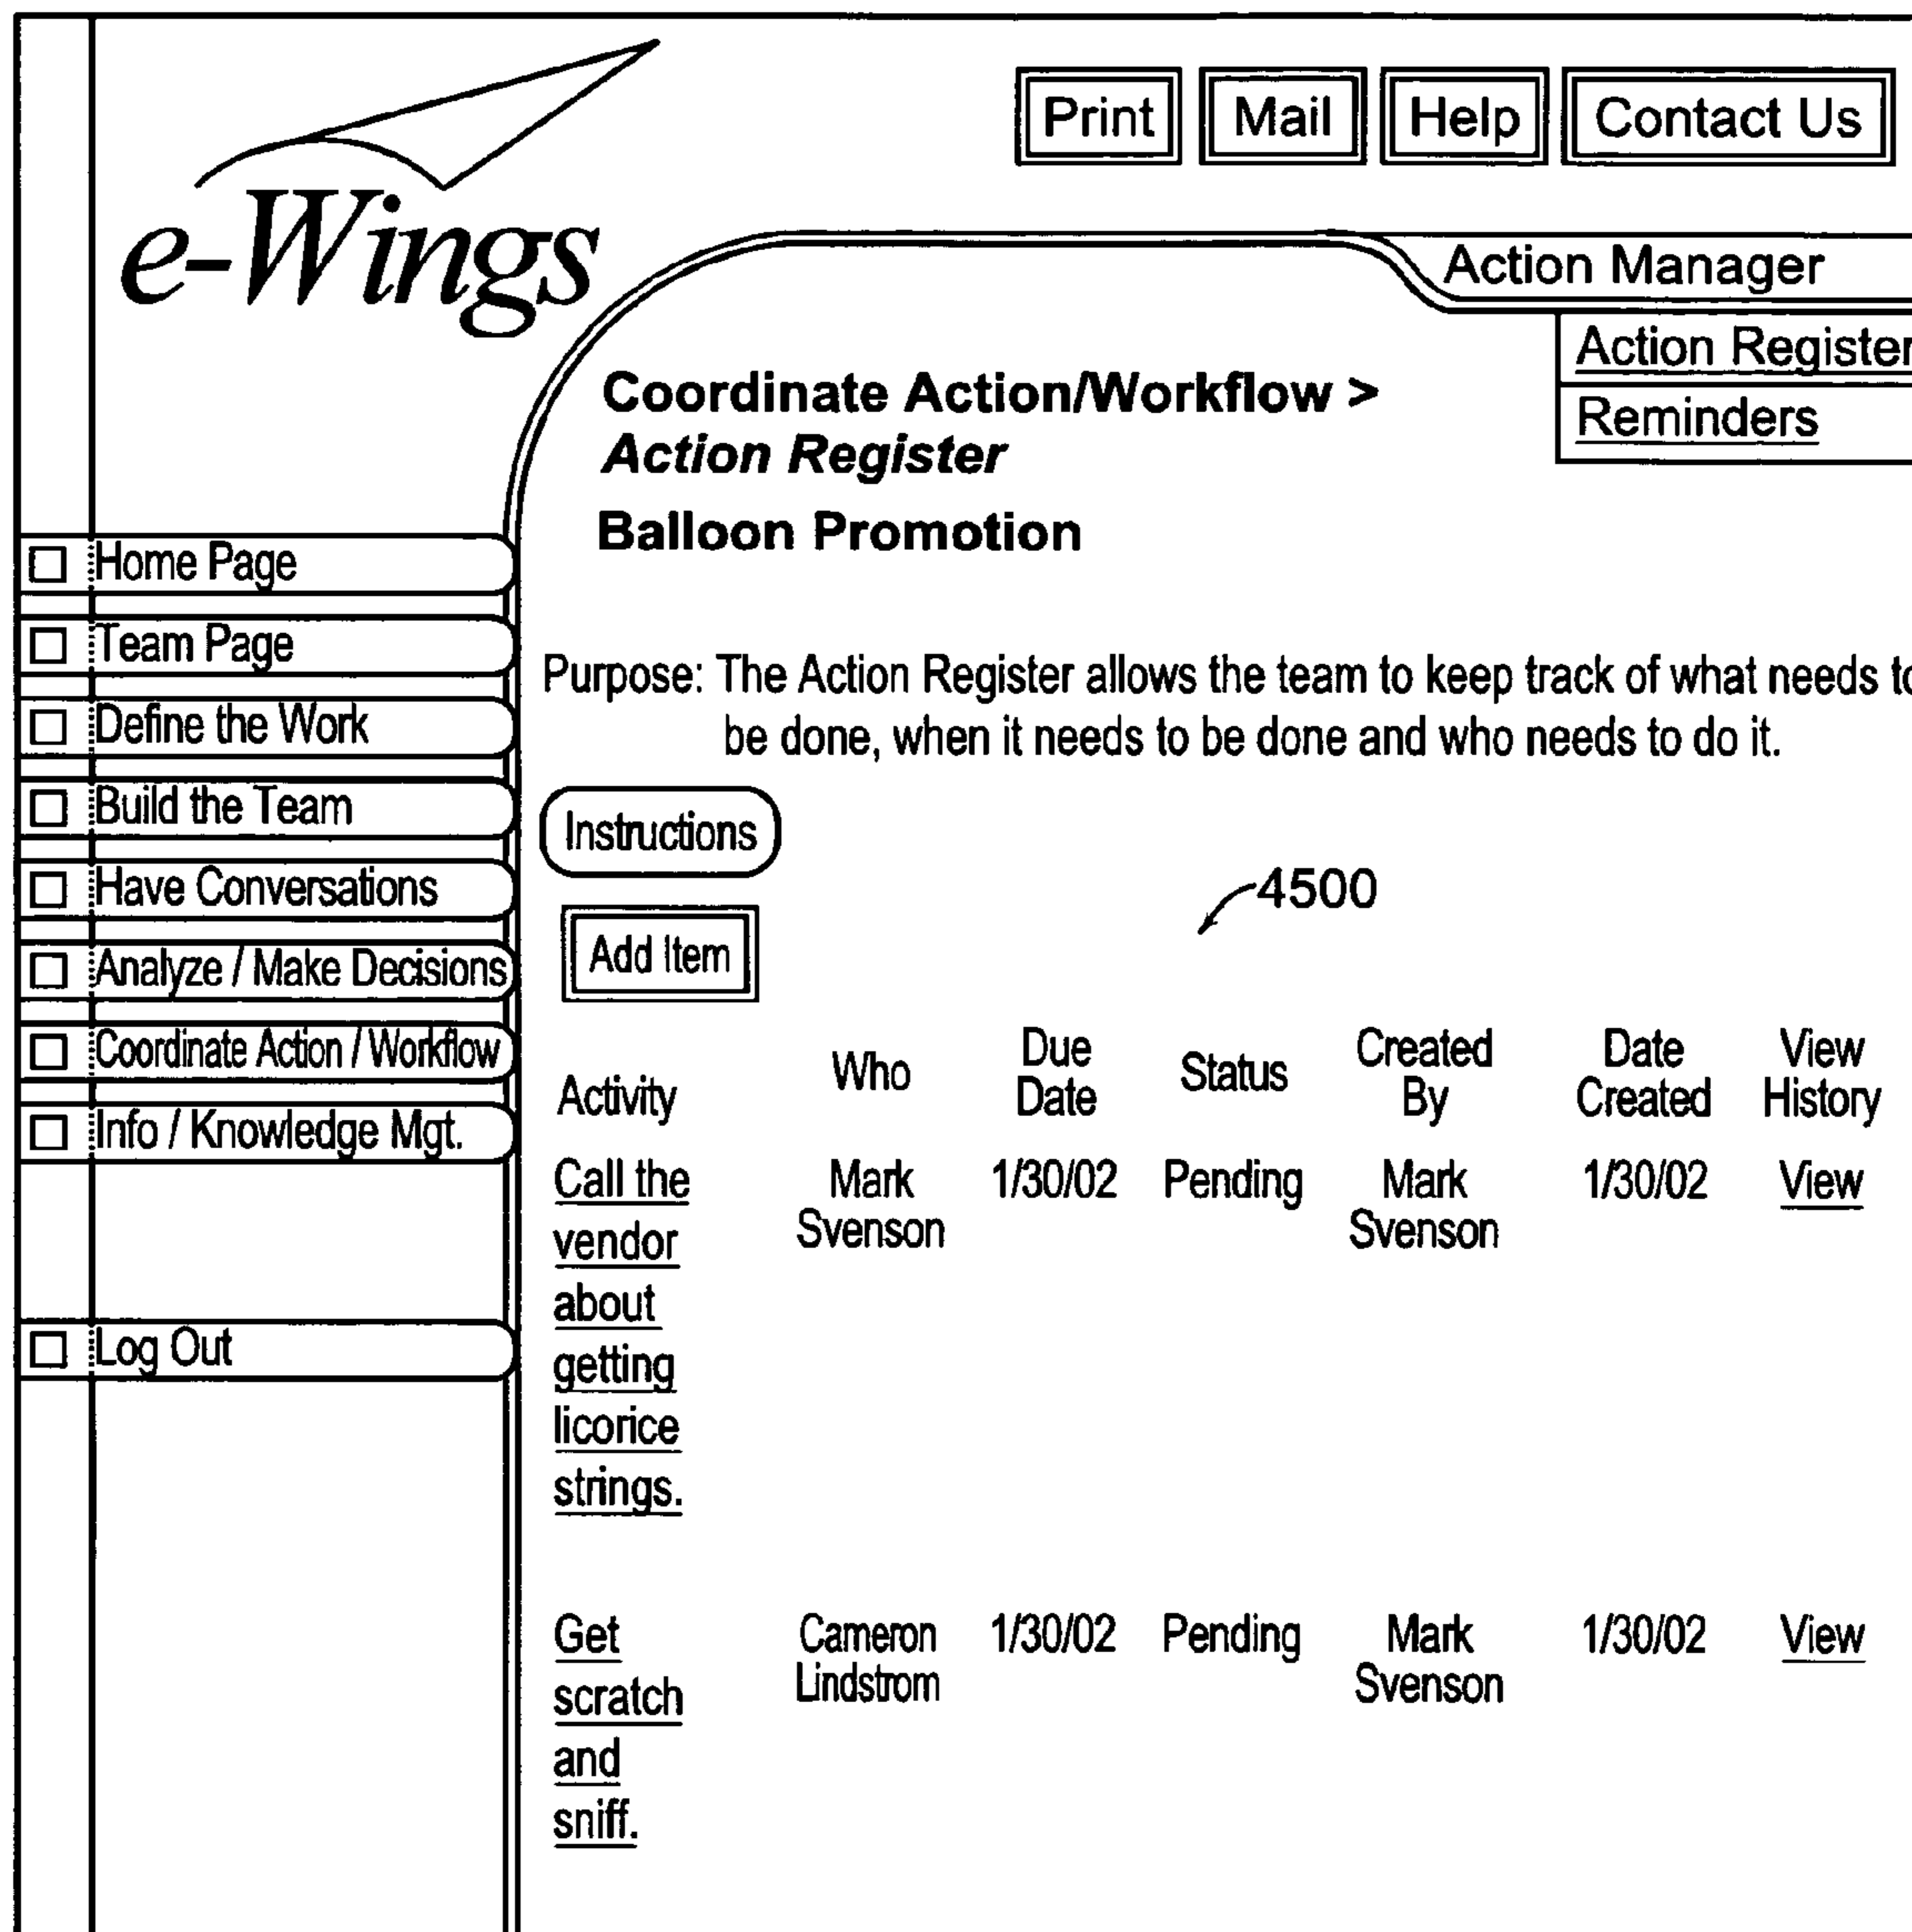 Print Mail Help Contact Us
e-Wings
Action Manager
Action Register
Reminders
Coordinate Action/Workflow >
Action Register
Balloon Promotion
Home Page
Team Page
Define the Work
Build the Team
Have Conversations
Analyze / Make Decisions
Coordinate Action / Workflow
Info / Knowledge Mgt.
Log Out
Purpose: The Action Register allows the team to keep track of what needs to
be done, when it needs to be done and who needs to do it.
Instructions
4500
Add Item
Activity
Who
Due
Date
Status
Created
By
Date
Created
View
History
Call the
vendor
about
getting
licorice
strings.
Mark
Svenson
1/30/02
Pending
Mark
Svenson
1/30/02
View
Get
scratch
and
sniff.
Cameron
Lindstrom
1/30/02
Pending
Mark
Svenson
1/30/02
View